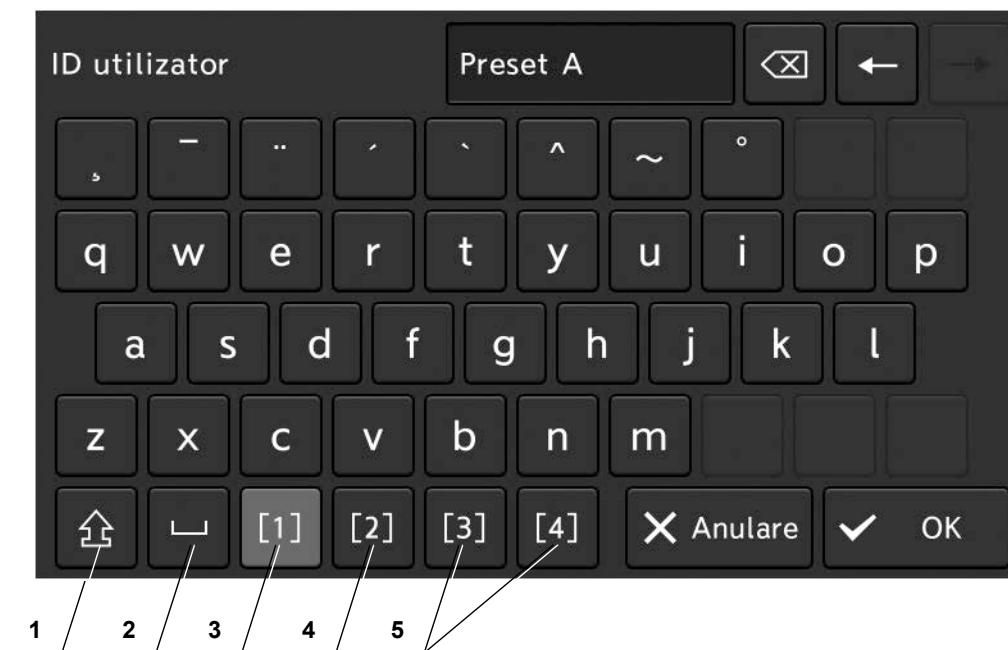 ID utilizator Preset A
¸ ¯ ¨ ´ ` ^ ~ °
q w e r t y u i o p
a s d f g h j k l
z x c v b n m
[1] [2] [3] [4] Anulare OK
1 2 3 4 5